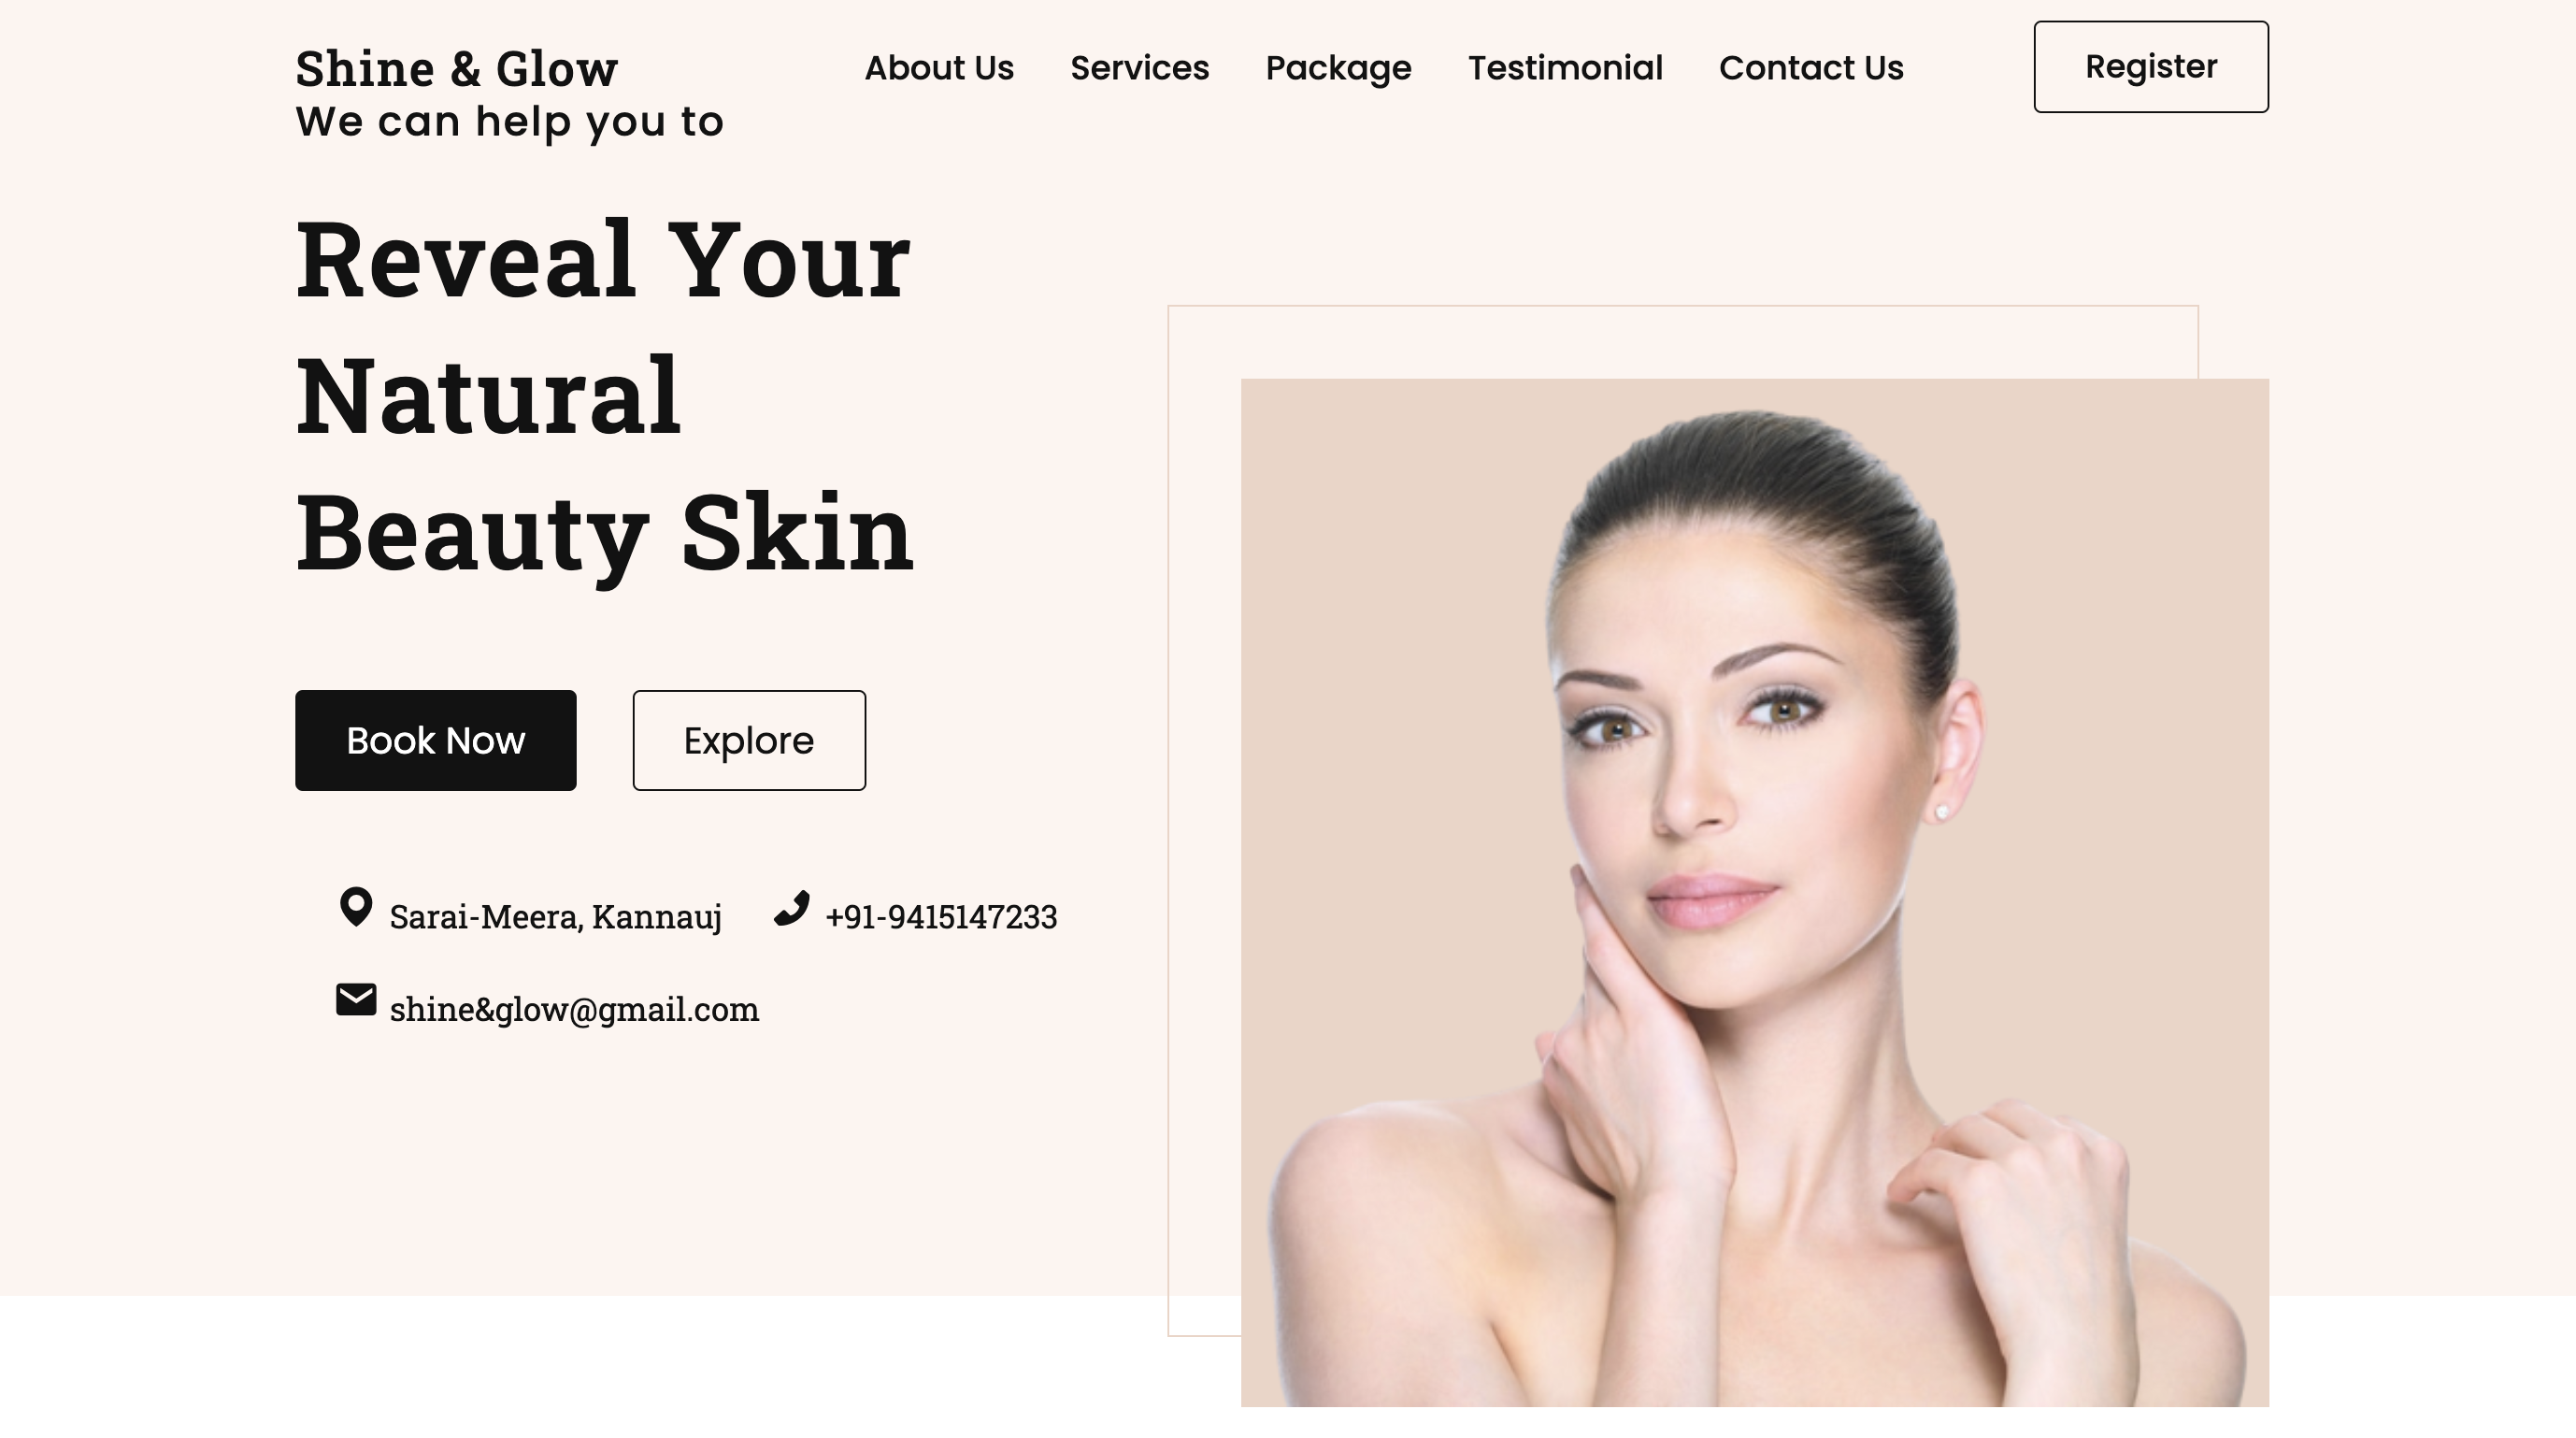 Shine & Glow
About Us Services Package Testimonial Contact Us Register
We can help you to
Reveal Your
Natural
Beauty Skin
Book Now Explore
Sarai-Meera, Kannauj +91-9415147233
shine&glow@gmail.com